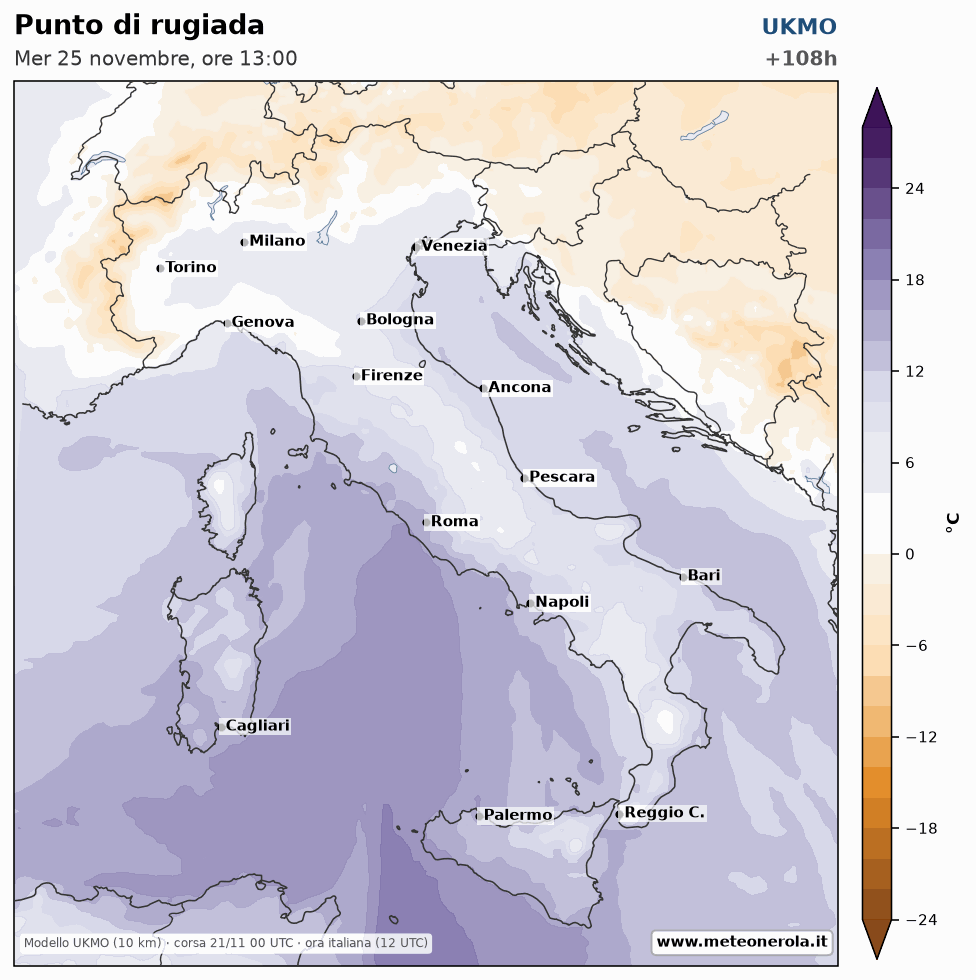 Punto di rugiada
UKMO
Mer 25 novembre, ore 13:00
+108h
Milano
Venezia
Torino
Genova
Bologna
Firenze
Ancona
Pescara
Roma
Bari
Napoli
Cagliari
Palermo
Reggio C.
24
18
12
6
0
−6
−12
−18
−24
°C
Modello UKMO (10 km) · corsa 21/11 00 UTC · ora italiana (12 UTC)
www.meteonerola.it